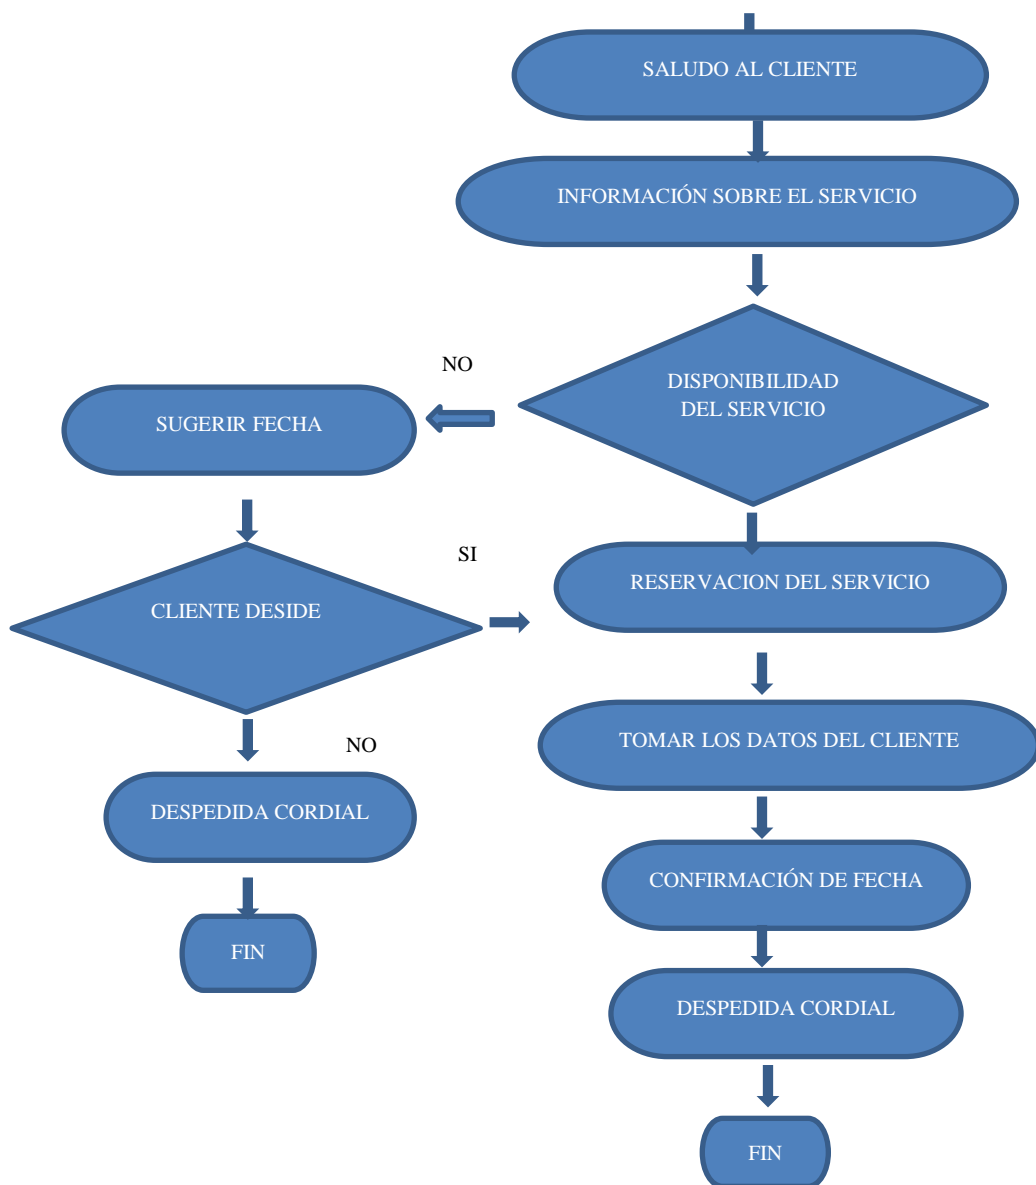 SALUDO AL CLIENTE
INFORMACIÓN SOBRE EL SERVICIO
DISPONIBILIDAD
DEL SERVICIO
NO
SUGERIR FECHA
SI
CLIENTE DESIDE
RESERVACION DEL SERVICIO
NO
TOMAR LOS DATOS DEL CLIENTE
DESPEDIDA CORDIAL
CONFIRMACIÓN DE FECHA
FIN
DESPEDIDA CORDIAL
FIN